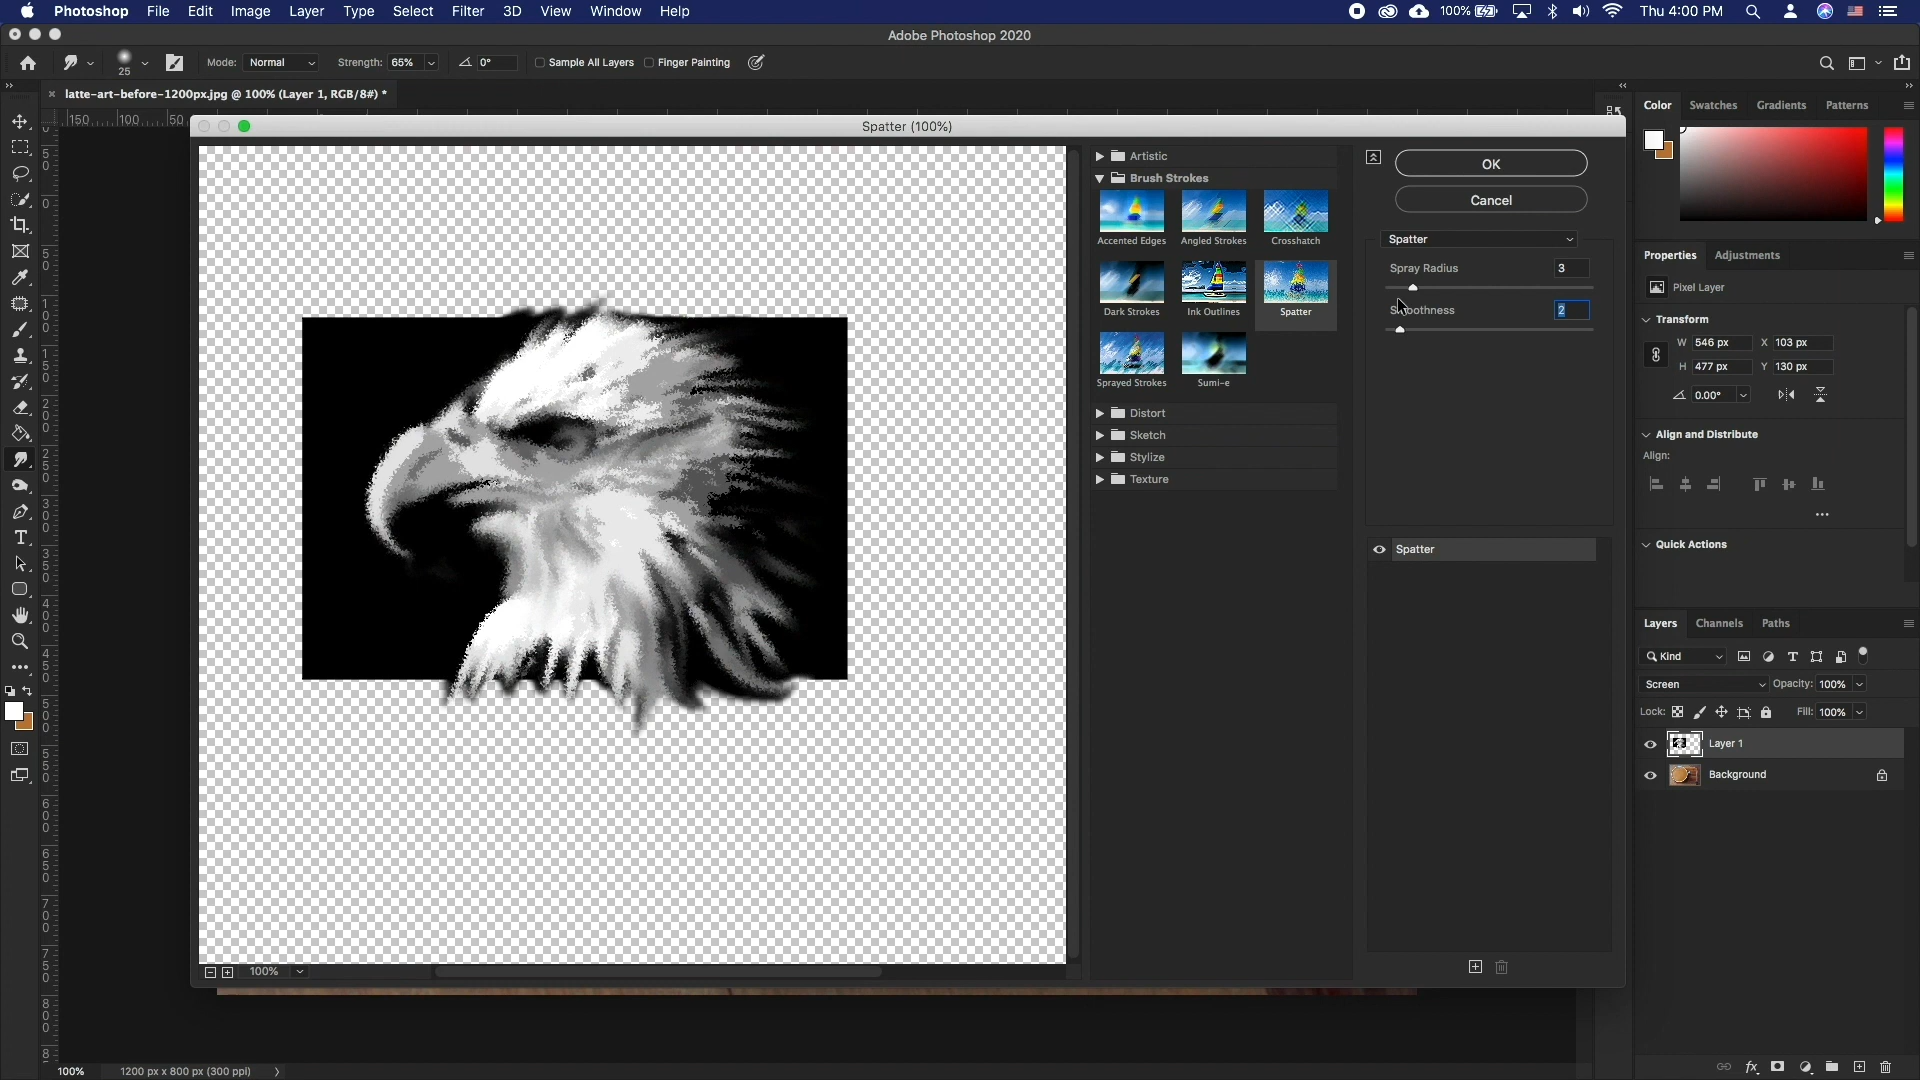 Photoshop File Edit Image Layer Type Select Filter 3D View Window Help 100% Thu 4:00 PM
Adobe Photoshop 2020
25 Mode: Normal Strength: 65% 0° Sample All Layers Finger Painting
latte-art-before-1200px.jpg @ 100% (Layer 1, RGB/8#) *
150 100 50
Spatter (100%)
Artistic
Brush Strokes
Accented Edges Angled Strokes Crosshatch
Dark Strokes Ink Outlines Spatter
Sprayed Strokes Sumi-e
Distort
Sketch
Stylize
Texture
OK
Cancel
Spatter
Spray Radius 3
Smoothness 2
Spatter
100%
Color Swatches Gradients Patterns
Properties Adjustments
Pixel Layer
Transform
W 546 px X 103 px
H 477 px Y 130 px
0.00°
Align and Distribute
Align:
Quick Actions
Layers Channels Paths
Kind
Screen Opacity: 100%
Lock: Fill: 100%
Layer 1
Background
100% 1200 px x 800 px (300 ppi)